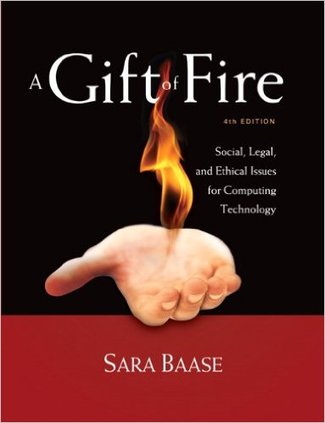 A Gift of Fire
4th EDITION
Social, Legal,
and Ethical Issues
for Computing
Technology
SARA BAASE